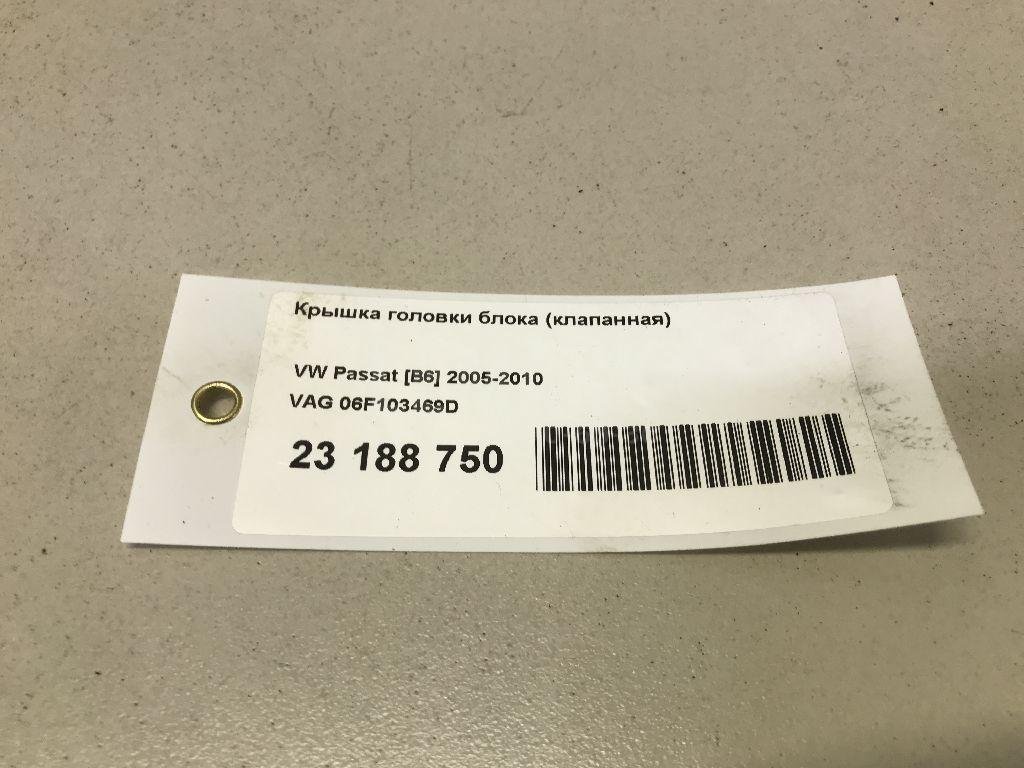 Крышка головки блока (клапанная)
VW Passat [B6] 2005-2010
VAG 06F103469D
23 188 750